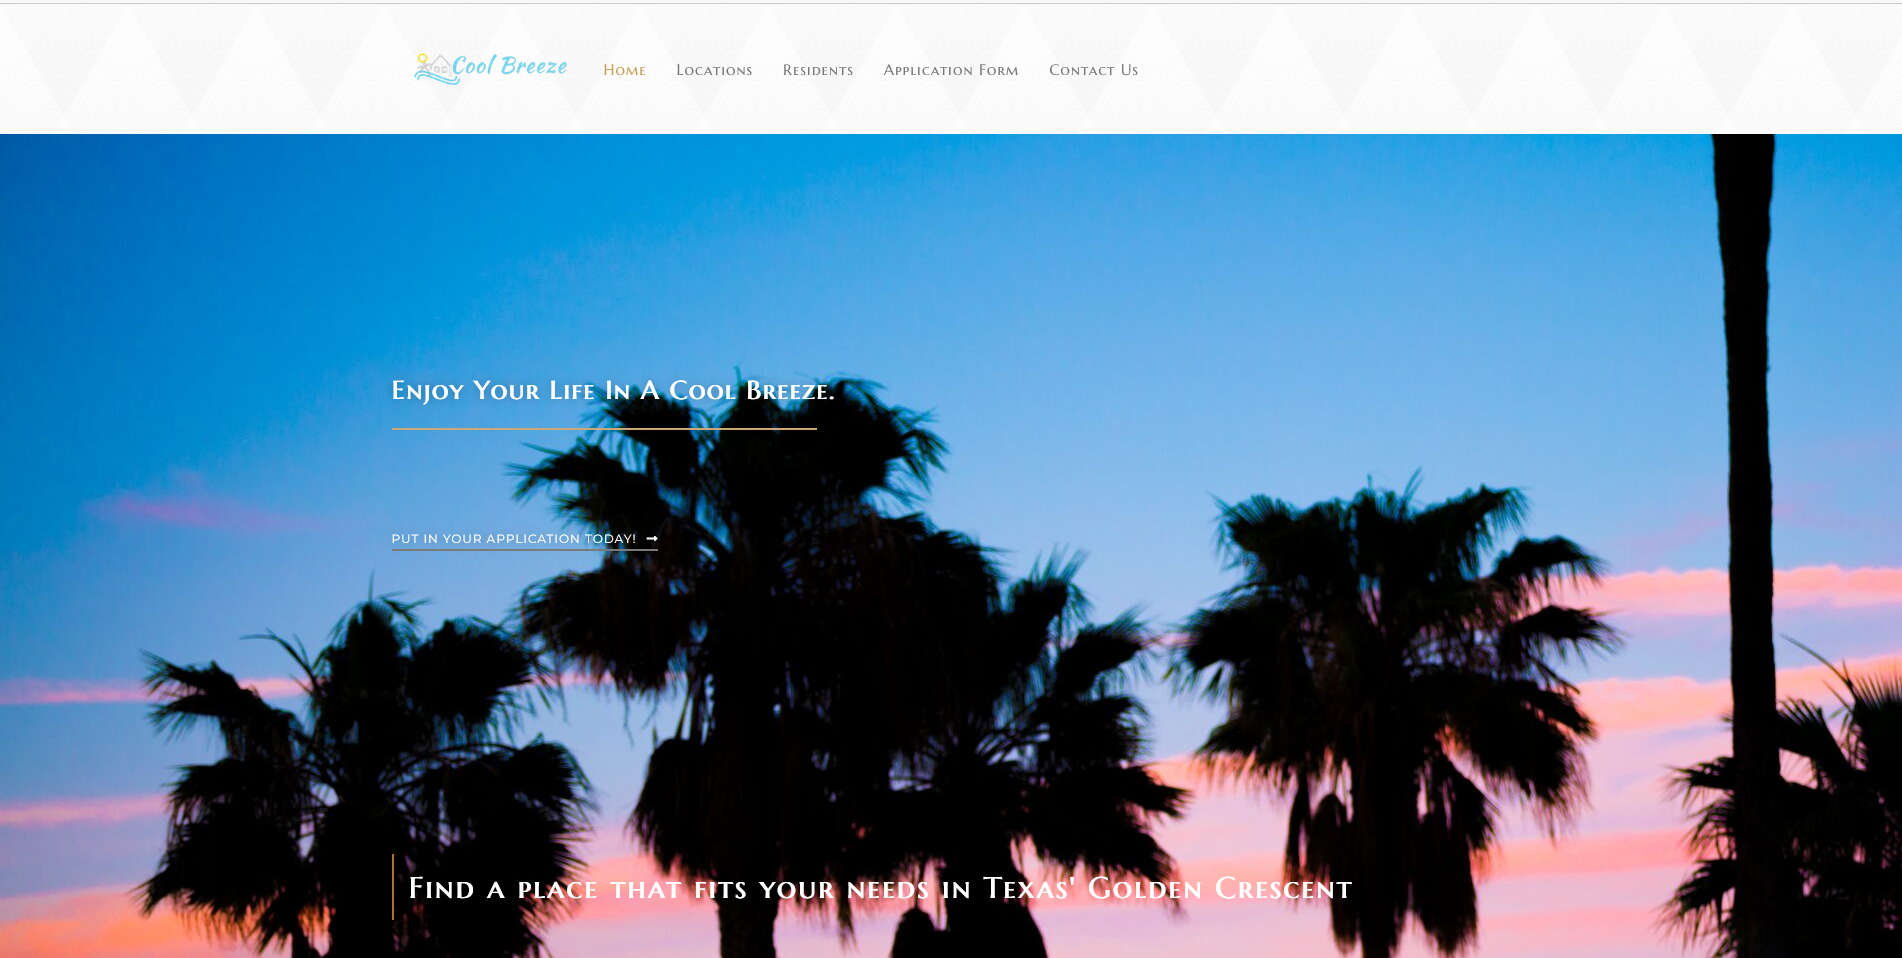 Cool Breeze
Home Locations Residents Application Form Contact Us
Enjoy Your Life In A Cool Breeze.
PUT IN YOUR APPLICATION TODAY!
Find a place that fits your needs in Texas' Golden Crescent